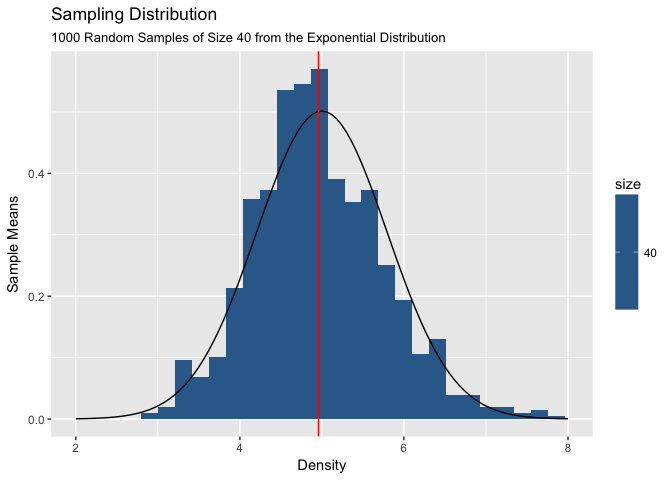 Sampling Distribution
1000 Random Samples of Size 40 from the Exponential Distribution
Sample Means
0.4
0.2
0.0
2 4 6 8
Density
size
40